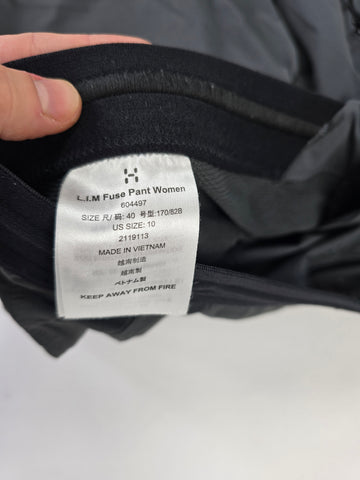 L.I.M Fuse Pant Women
604497
SIZE 尺/ 码: 40 号型:170/82B
US SIZE: 10
2119113
MADE IN VIETNAM
越南制造
越南製
ベトナム製
KEEP AWAY FROM FIRE